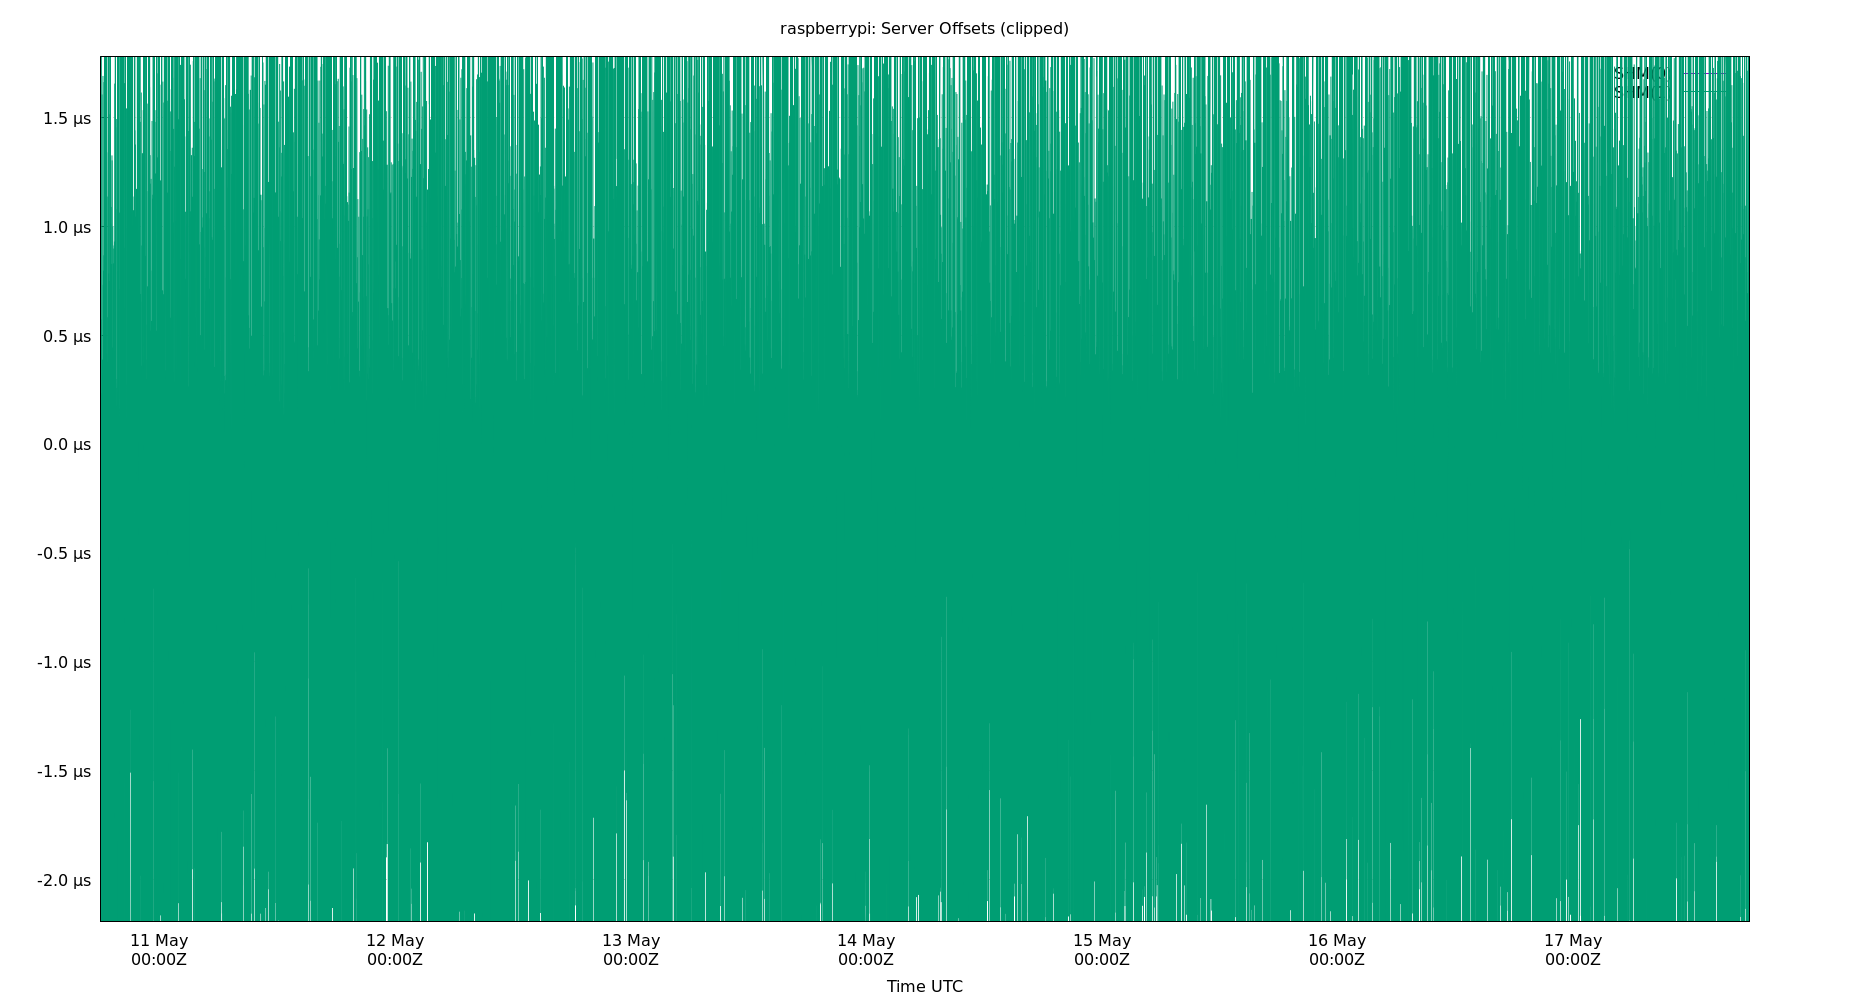 raspberrypi: Server Offsets (clipped)
1.5 µs
1.0 µs
0.5 µs
0.0 µs
-0.5 µs
-1.0 µs
-1.5 µs
-2.0 µs
11 May
00:00Z
12 May
00:00Z
13 May
00:00Z
14 May
00:00Z
15 May
00:00Z
16 May
00:00Z
17 May
00:00Z
Time UTC